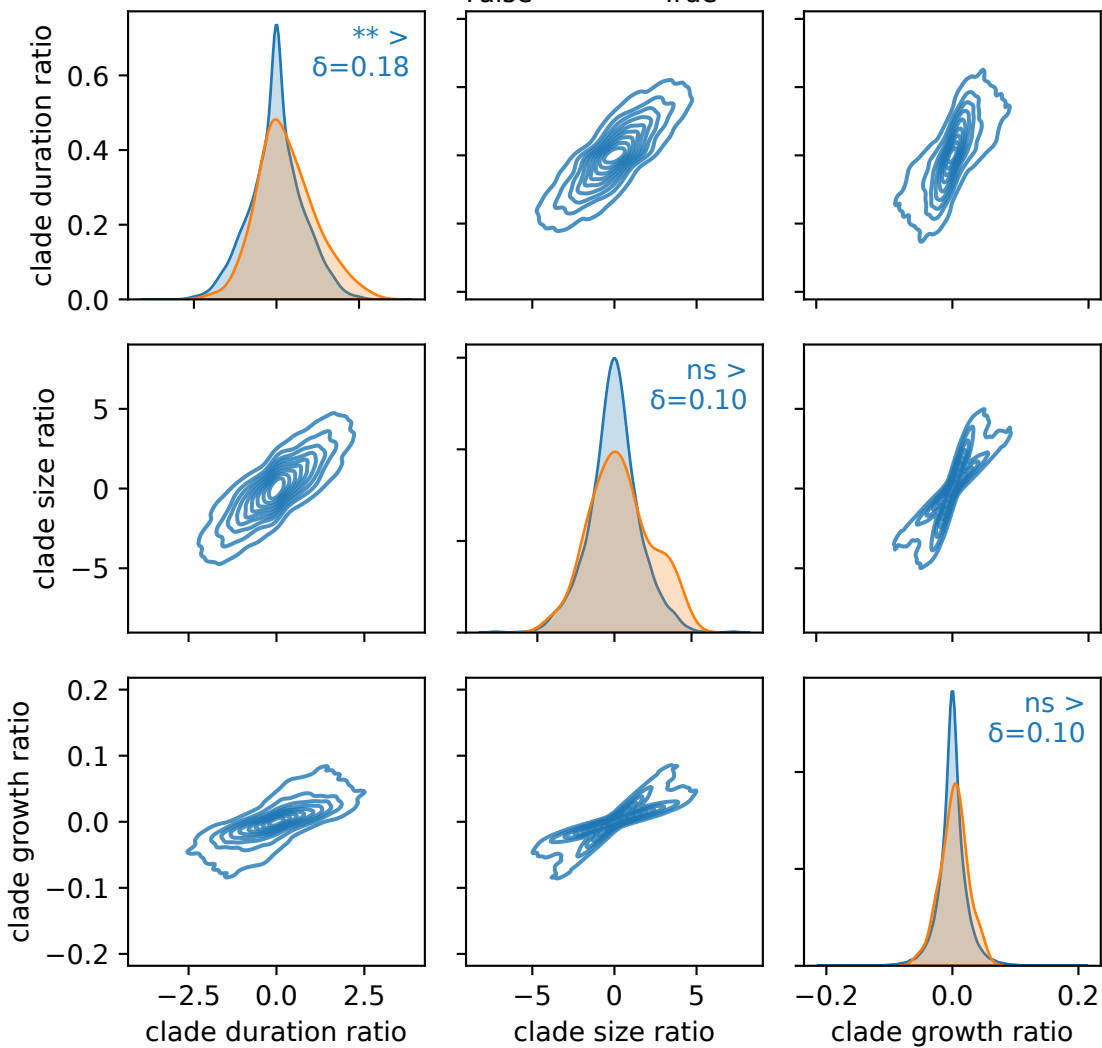 True
** >
δ=0.18
clade duration ratio
0.6
0.4
0.2
0.0
ns >
δ=0.10
clade size ratio
5
0
−5
ns >
δ=0.10
clade growth ratio
0.2
0.1
0.0
−0.1
−0.2
−2.5 0.0 2.5
−5 0 5
−0.2 0.0 0.2
clade duration ratio
clade size ratio
clade growth ratio